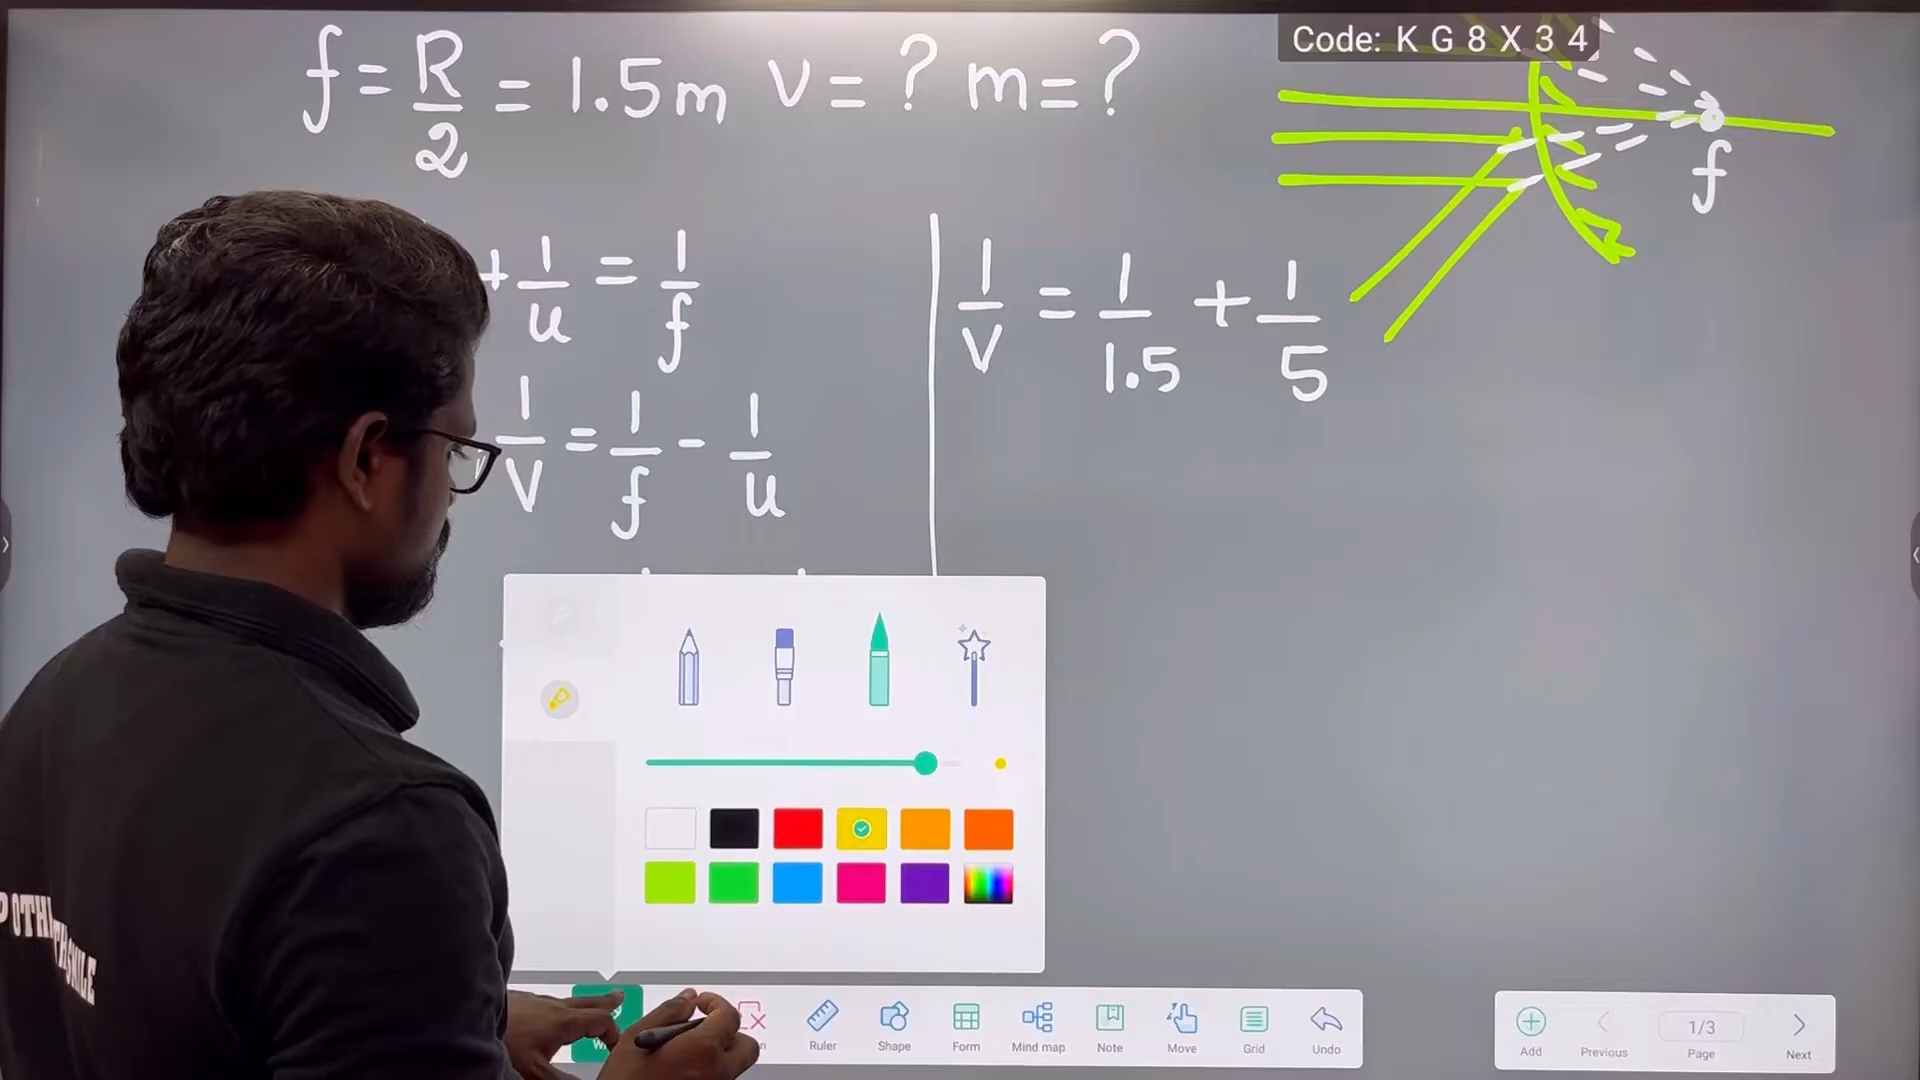 Code: K G 8 X 3 4
f = R/2 = 1.5m v = ? m = ?
f
+ 1/u = 1/f
1/v = 1/f - 1/u
1/v = 1/1.5 + 1/5
Ruler
Shape
Form
Mind map
Note
Move
Grid
Undo
Add
Previous
1/3
Page
Next